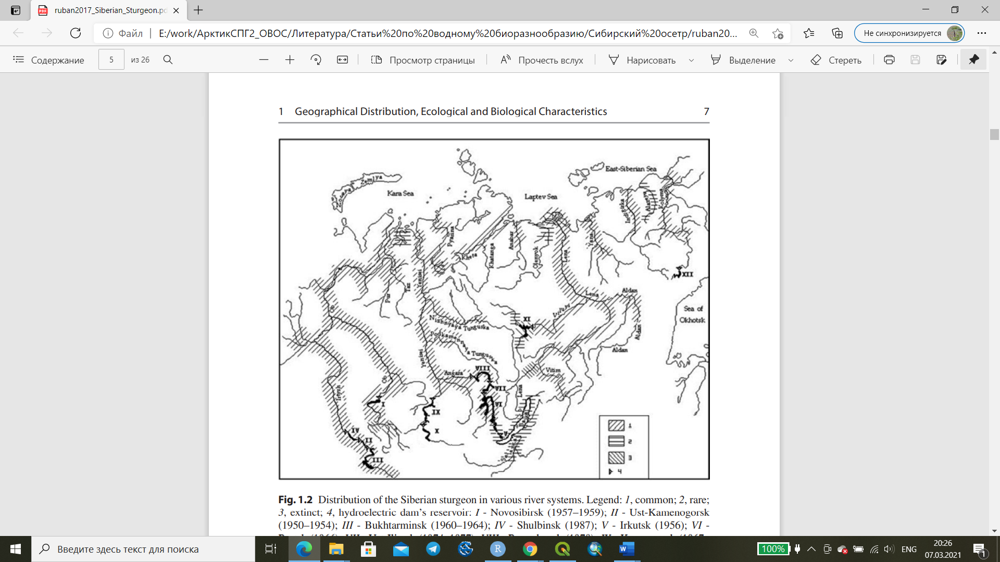 ruban2017_Siberian_Sturgeon.pd
Файл
E:/work/АрктикСПГ2_ОВОС/Литература/Статьи%20по%20водному%20биоразнообразию/Сибирский%20осетр/ruban20...
Не синхронизируется
Содержание
5 из 26
Просмотр страницы
Прочесть вслух
Нарисовать
Выделение
Стереть
1 Geographical Distribution, Ecological and Biological Characteristics 7
East-Siberian Sea
Zemlya
Kara Sea
Laptev Sea
Indigirka
Alazeya
Kolyma
Pyasina
Anabar
Yana
Kheta
Khatanga
Olenyok
Lena
XII
Yenisei
Taz
Pur
Aldan
Lena
Ob
Viluyi
Sea of
Okhotsk
XI
Nizhnyaya Tunguska
Aldan
Podkamennaya Tunguska
Aldan
Yenisei
VIII
Vitim
Angara
Ob
VII
Lena
Irtysh
I
VI
IX
Baikal
IV
X
V
II
Selenga
III
1
2
3
4
Fig. 1.2 Distribution of the Siberian sturgeon in various river systems. Legend: 1, common; 2, rare;
3, extinct; 4, hydroelectric dam's reservoir: I - Novosibirsk (1957–1959); II - Ust-Kamenogorsk
(1950–1954); III - Bukhtarminsk (1960–1964); IV - Shulbinsk (1987); V - Irkutsk (1956); VI -
Введите здесь текст для поиска
100%
ENG
20:26
07.03.2021
1